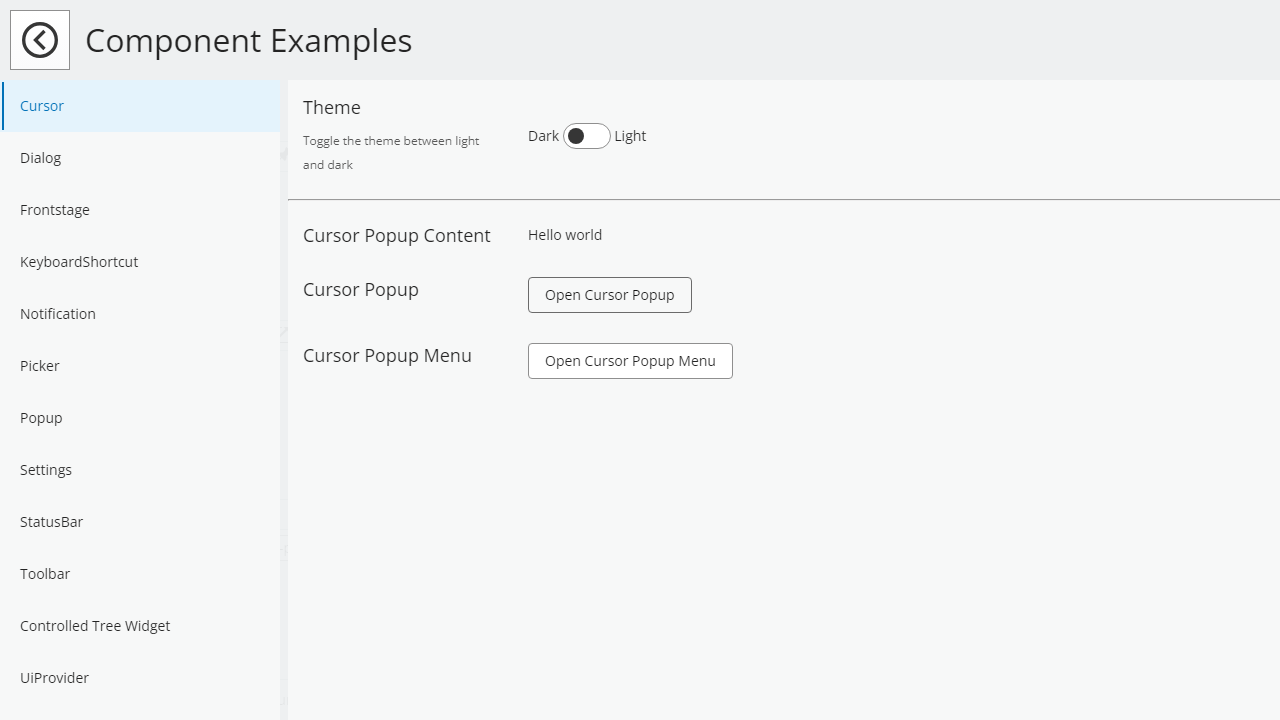 Component Examples
Cursor
Dialog
Frontstage
KeyboardShortcut
Notification
Picker
Popup
Settings
StatusBar
Toolbar
Controlled Tree Widget
UiProvider
Theme
Toggle the theme between light
and dark
Dark Light
Cursor Popup Content Hello world
Cursor Popup Open Cursor Popup
Cursor Popup Menu Open Cursor Popup Menu